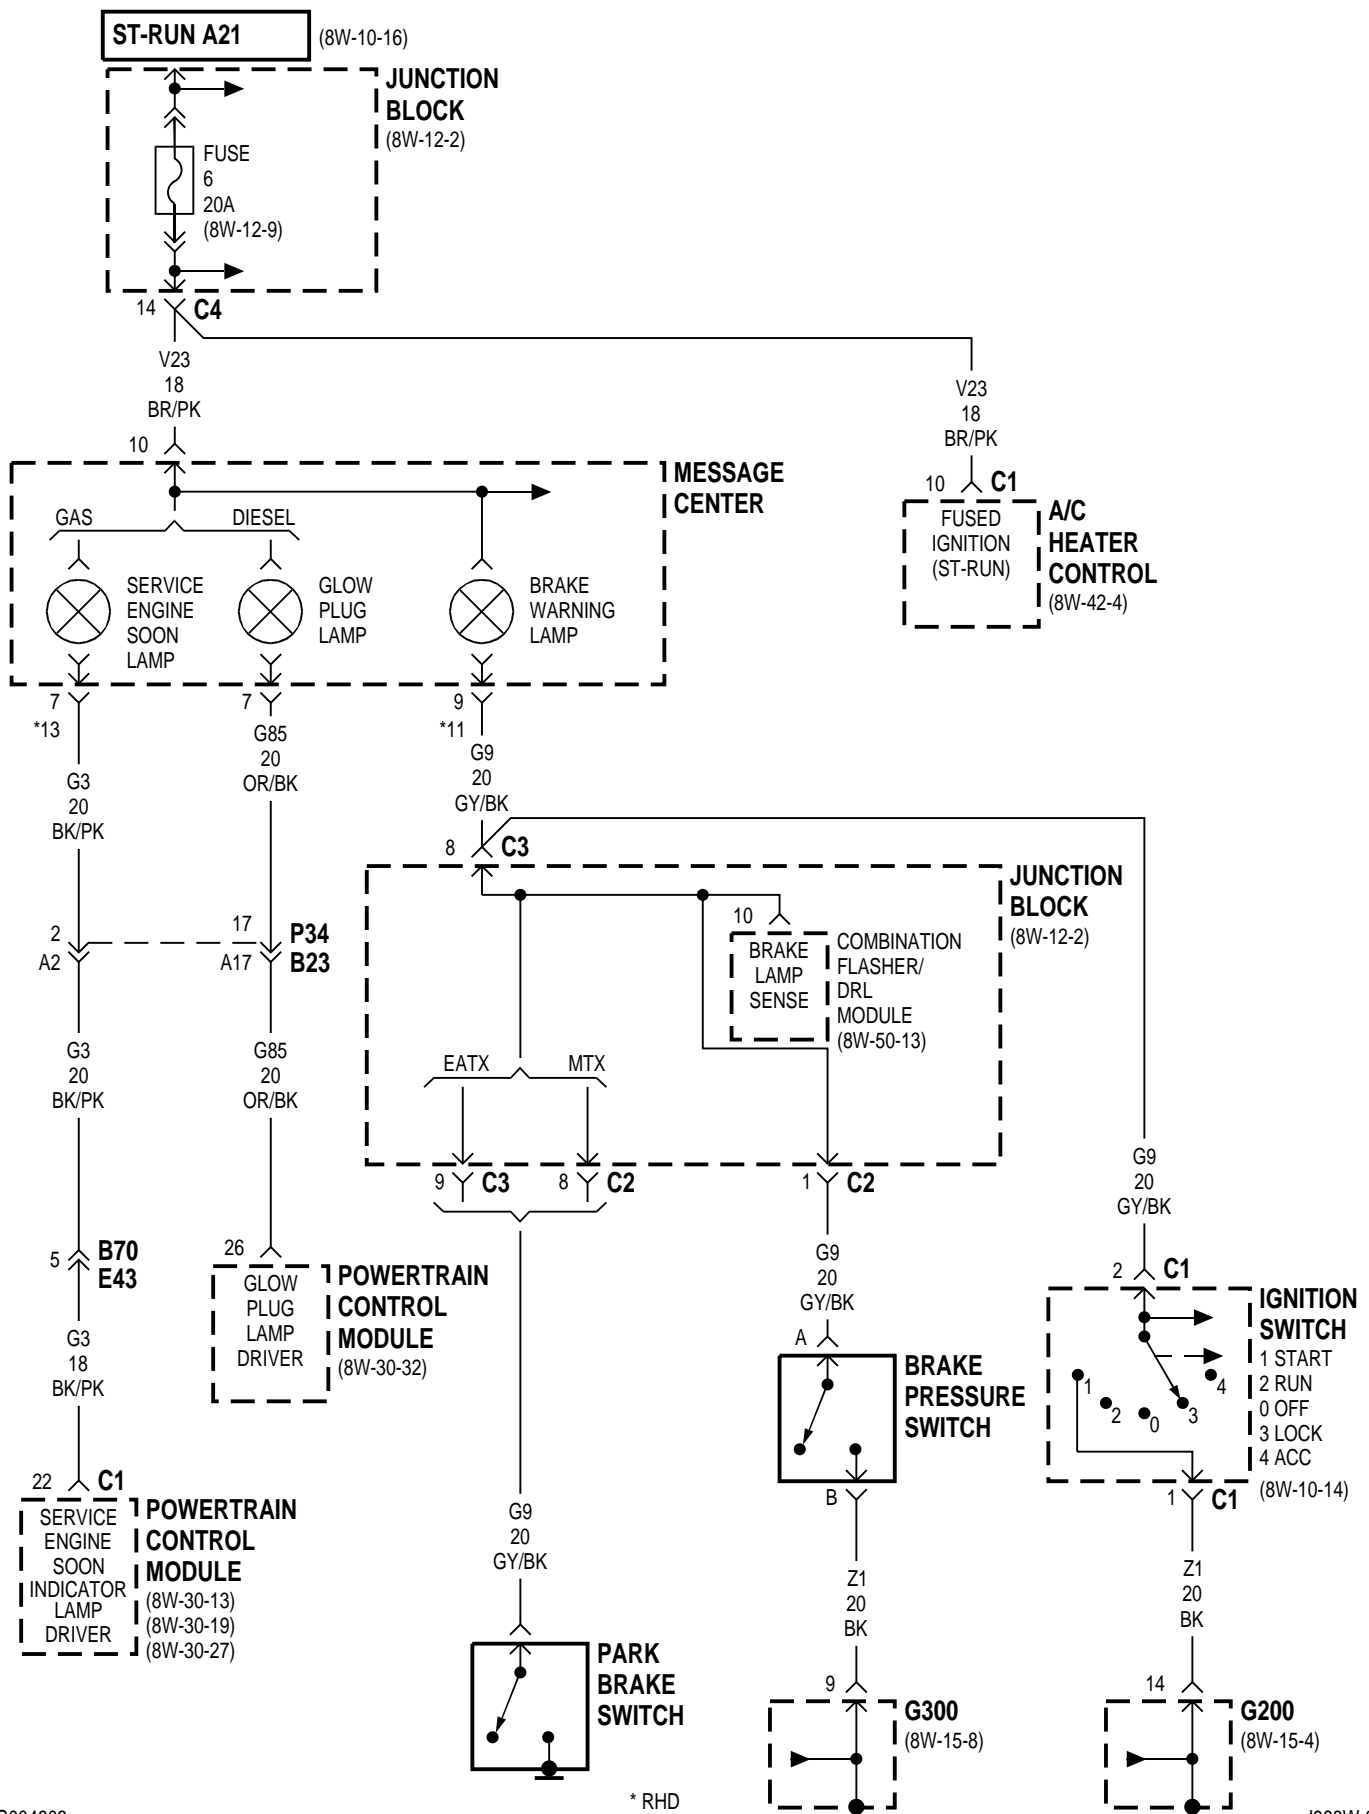 ST-RUN A21
(8W-10-16)
JUNCTION
BLOCK
(8W-12-2)
FUSE
6
20A
(8W-12-9)
14
C4
V23
18
BR/PK
10
V23
18
BR/PK
10
C1
FUSED
IGNITION
(ST-RUN)
A/C
HEATER
CONTROL
(8W-42-4)
MESSAGE
CENTER
GAS
DIESEL
SERVICE
ENGINE
SOON
LAMP
GLOW
PLUG
LAMP
BRAKE
WARNING
LAMP
7
*13
G3
20
BK/PK
7
G85
20
OR/BK
9
*11
G9
20
GY/BK
8
C3
JUNCTION
BLOCK
(8W-12-2)
10
BRAKE
LAMP
SENSE
COMBINATION
FLASHER/
DRL
MODULE
(8W-50-13)
2
A2
17
A17
P34
B23
G3
20
BK/PK
G85
20
OR/BK
EATX
MTX
9
C3
8
C2
1
C2
G9
20
GY/BK
5
B70
E43
26
GLOW
PLUG
LAMP
DRIVER
POWERTRAIN
CONTROL
MODULE
(8W-30-32)
G9
20
GY/BK
2
C1
IGNITION
SWITCH
1 START
2 RUN
0 OFF
3 LOCK
4 ACC
(8W-10-14)
1
2
0
3
4
1
C1
G3
18
BK/PK
A
BRAKE
PRESSURE
SWITCH
B
22
C1
SERVICE
ENGINE
SOON
INDICATOR
LAMP
DRIVER
POWERTRAIN
CONTROL
MODULE
(8W-30-13)
(8W-30-19)
(8W-30-27)
G9
20
GY/BK
Z1
20
BK
Z1
20
BK
PARK
BRAKE
SWITCH
9
G300
(8W-15-8)
14
G200
(8W-15-4)
* RHD